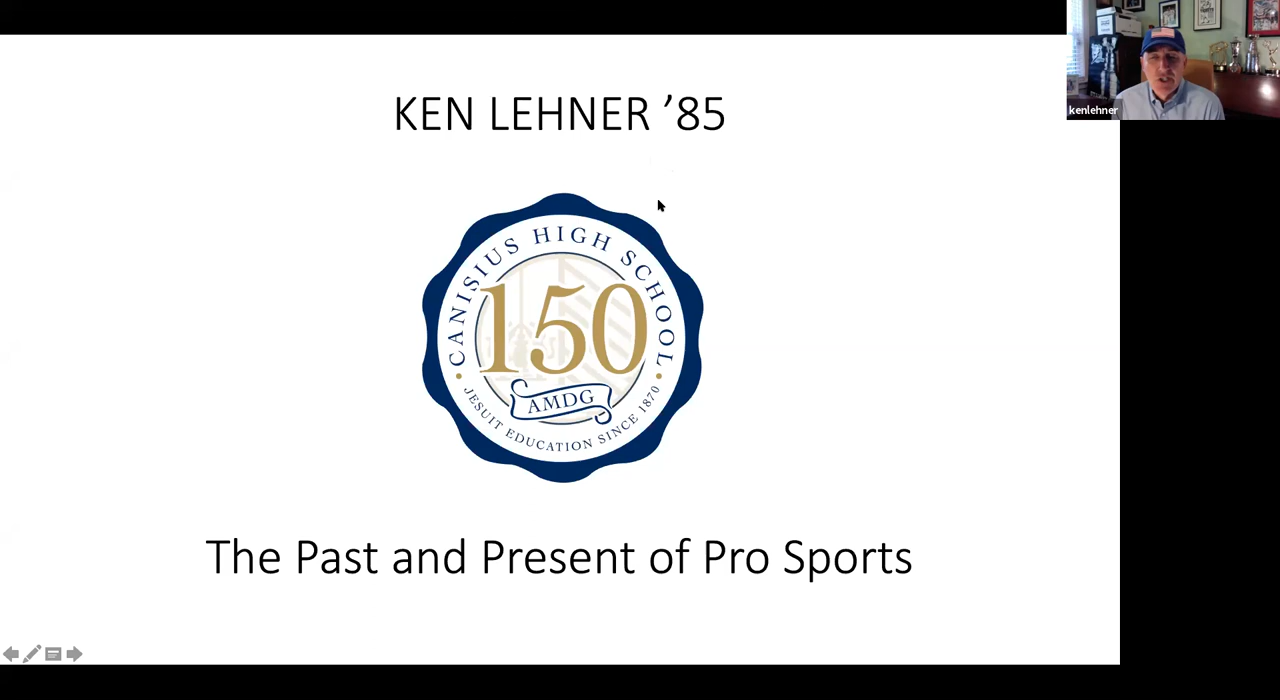 KEN LEHNER ’85
CANISIUS HIGH SCHOOL
150
AMDG
JESUIT EDUCATION SINCE 1870
The Past and Present of Pro Sports
kenlehner